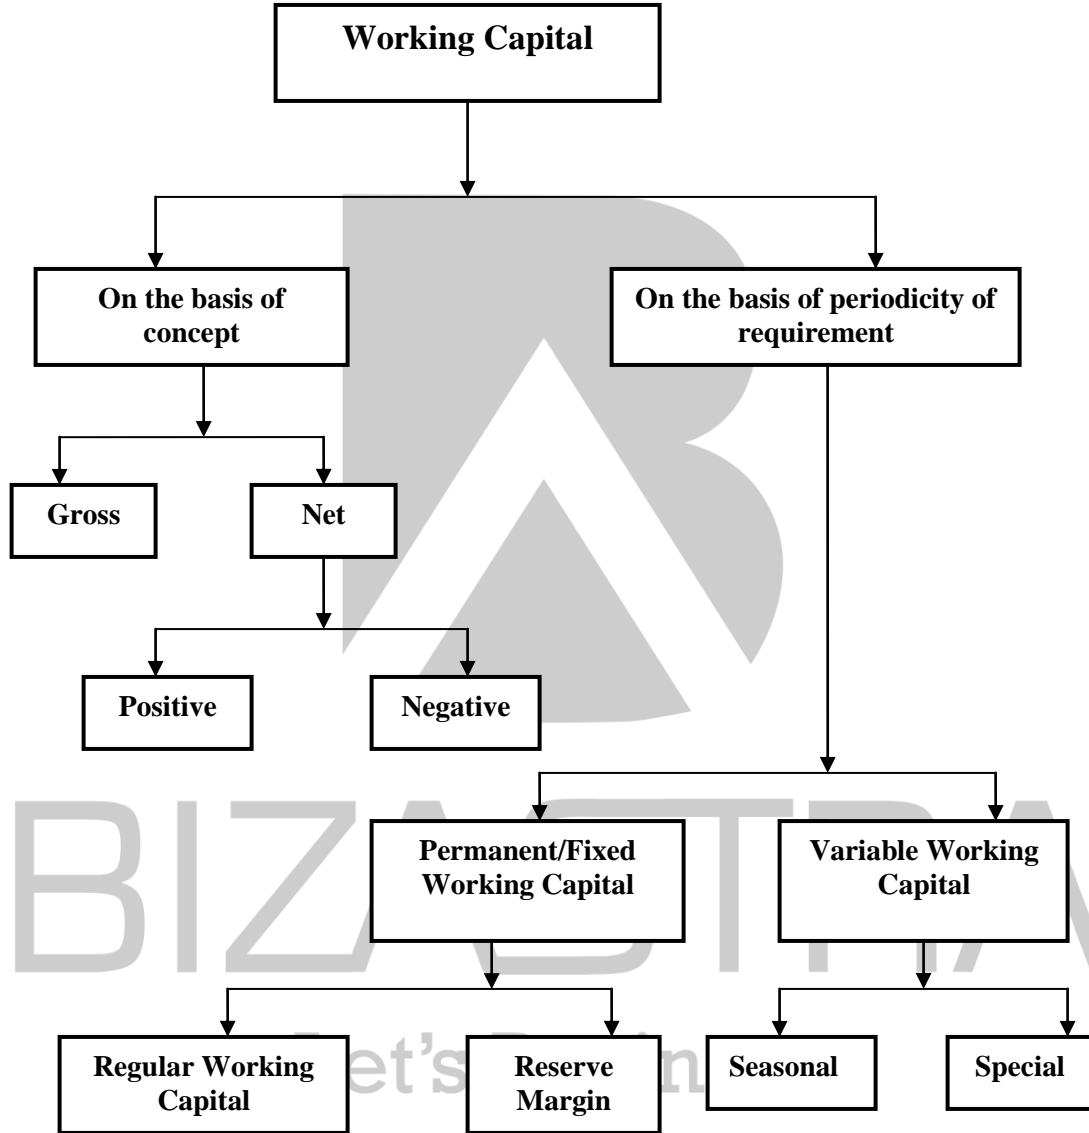 Working Capital
On the basis of
concept
On the basis of periodicity of
requirement
Gross
Net
Positive
Negative
Permanent/Fixed
Working Capital
Variable Working
Capital
Regular Working
Capital
Reserve
Margin
Seasonal
Special
BIZASTRA